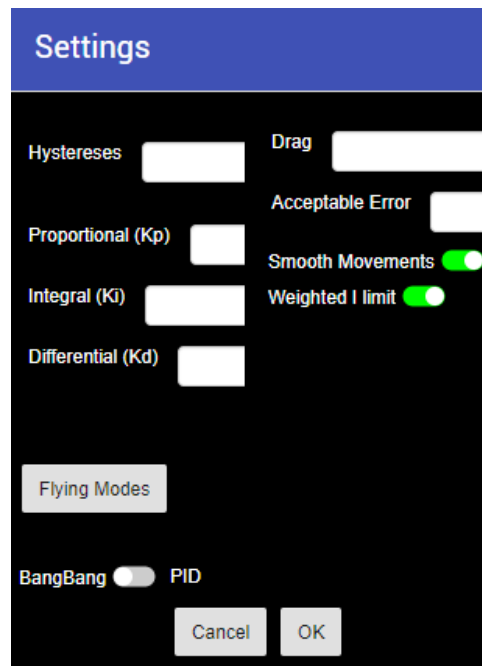 Settings
Hystereses
Drag
Acceptable Error
Proportional (Kp)
Smooth Movements
Integral (Ki)
Weighted I limit
Differential (Kd)
Flying Modes
BangBang PID
Cancel OK